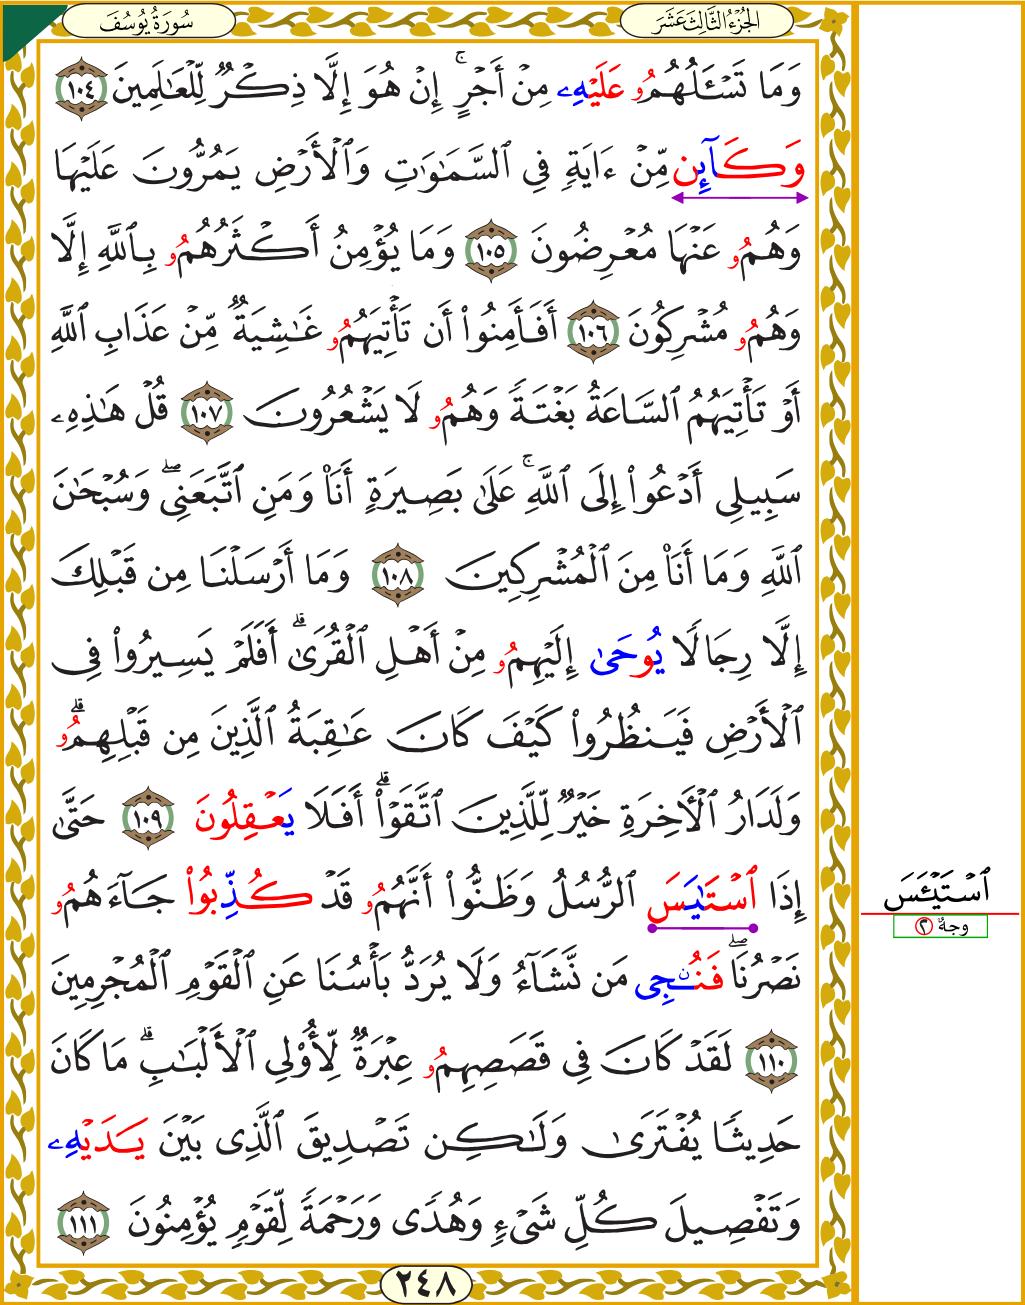 سُورَةُ يُوسُفَ
الجُزْءُ الثَّالِثَ عَشَرَ
وَمَا تَسْـَٔلُهُمُۥ عَلَيْهِۦ مِنْ أَجْرٍۚ إِنْ هُوَ إِلَّا ذِكْرٌ لِّلْعَـٰلَمِينَ ١٠٤
وَكَآئِن مِّنْ ءَايَةٍ فِى ٱلسَّمَـٰوَٰتِ وَٱلْأَرْضِ يَمُرُّونَ عَلَيْهَا
وَهُمُۥ عَنْهَا مُعْرِضُونَ ١٠٥ وَمَا يُؤْمِنُ أَكْثَرُهُمُۥ بِٱللَّهِ إِلَّا
وَهُمُۥ مُشْرِكُونَ ١٠٦ أَفَأَمِنُوٓا۟ أَن تَأْتِيَهُمُۥ غَـٰشِيَةٌ مِّنْ عَذَابِ ٱللَّهِ
أَوْ تَأْتِيَهُمُ ٱلسَّاعَةُ بَغْتَةً وَهُمُۥ لَا يَشْعُرُونَ ١٠٧ قُلْ هَـٰذِهِۦ
سَبِيلِى أَدْعُوٓا۟ إِلَى ٱللَّهِۚ عَلَىٰ بَصِيرَةٍ أَنَا۠ وَمَنِ ٱتَّبَعَنِىۖ وَسُبْحَـٰنَ
ٱللَّهِ وَمَا أَنَا۠ مِنَ ٱلْمُشْرِكِينَ ١٠٨ وَمَا أَرْسَلْنَا مِن قَبْلِكَ
إِلَّا رِجَالًا يُوحَىٰ إِلَيْهِمُۥ مِنْ أَهْلِ ٱلْقُرَىٰۗ أَفَلَمْ يَسِيرُوا۟ فِى
ٱلْأَرْضِ فَيَنظُرُوا۟ كَيْفَ كَانَ عَـٰقِبَةُ ٱلَّذِينَ مِن قَبْلِهِمُۥۗ
وَلَدَارُ ٱلْـَٔاخِرَةِ خَيْرٌ لِّلَّذِينَ ٱتَّقَوْا۟ۗ أَفَلَا يَعْقِلُونَ ١٠٩ حَتَّىٰ
إِذَا ٱسْتَـٰيَسَ ٱلرُّسُلُ وَظَنُّوٓا۟ أَنَّهُمُۥ قَدْ كُذِّبُوا۟ جَآءَهُمُۥ
نَصْرُنَاۖ فَنُـنجِى مَن نَّشَآءُ وَلَا يُرَدُّ بَأْسُنَا عَنِ ٱلْقَوْمِ ٱلْمُجْرِمِينَ
١١٠ لَقَدْ كَانَ فِى قَصَصِهِمُۥ عِبْرَةٌ لِّأُو۟لِى ٱلْأَلْبَـٰبِۗ مَا كَانَ
حَدِيثًا يُفْتَرَىٰ وَلَـٰكِن تَصْدِيقَ ٱلَّذِى بَيْنَ يَدَيْهِۦ
وَتَفْصِيلَ كُلِّ شَىْءٍ وَهُدًى وَرَحْمَةً لِّقَوْمٍ يُؤْمِنُونَ ١١١
ٱسْتَيْـَٔسَ
وجهٌ ٢
٢٤٨